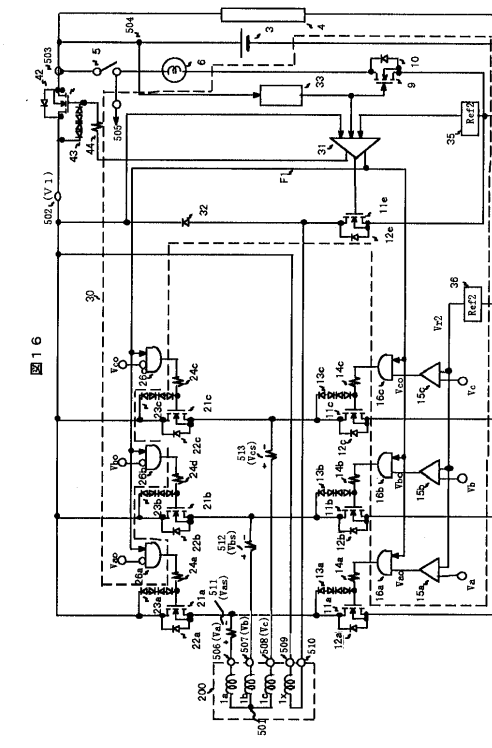 図16
30
502(V1)
43
44
42
503
5
505
504
6
3
4
33
9
10
31
F1
32
11e
12e
Ref2
35
Ref2
36
Vr2
Vco
26c
23c
24c
21c
22c
Vbo
26b
23b
24d
21b
22b
Vao
26a
23a
24a
21a
22a
511
(Vas)
+ -
512
(Vbs)
+ -
513
(Vcs)
+ -
506(Va)
507(Vb)
508(Vc)
509
510
200
1a
1b
1c
1x
501
13c
14c
11c
12c
Vco
16c
15c
Vc
13b
14b
11b
12b
Vbo
16b
15b
Vb
13a
14a
11a
12a
Vao
16a
15a
Va